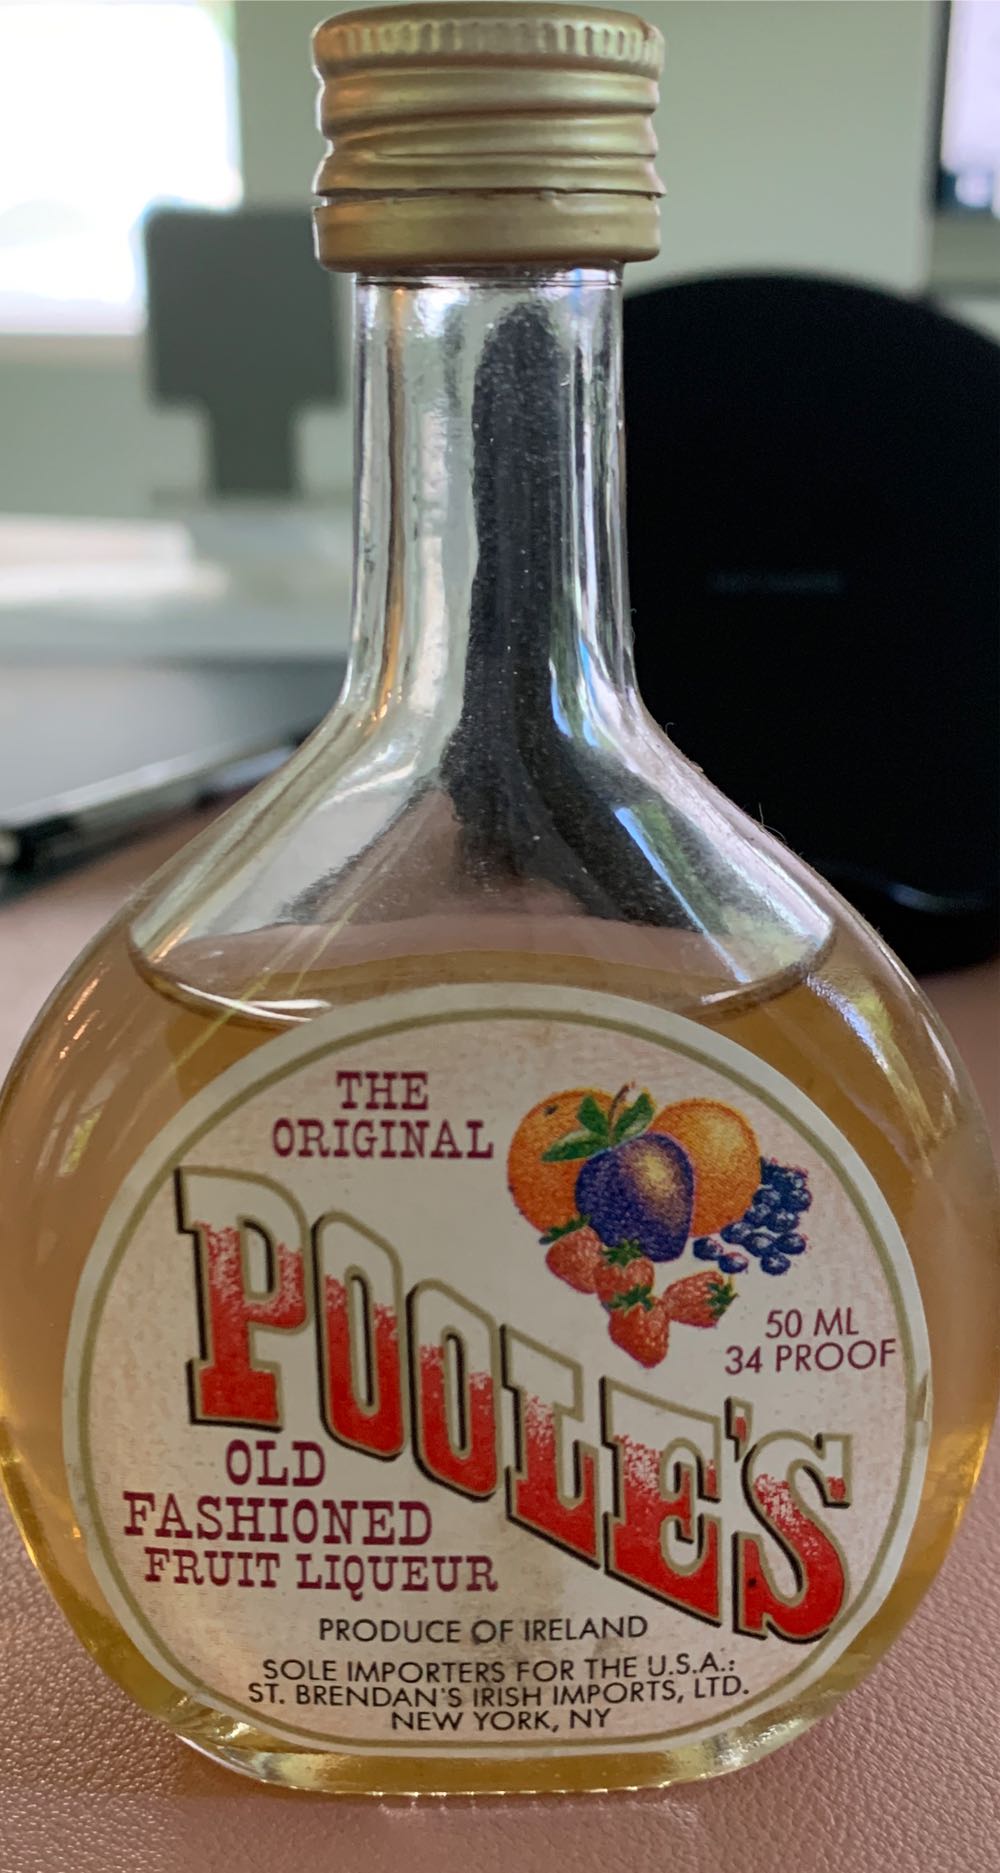 THE
ORIGINAL
POOLE'S
50 ML
34 PROOF
OLD
FASHIONED
FRUIT LIQUEUR
PRODUCE OF IRELAND
SOLE IMPORTERS FOR THE U.S.A.:
ST. BRENDAN'S IRISH IMPORTS, LTD.
NEW YORK, NY